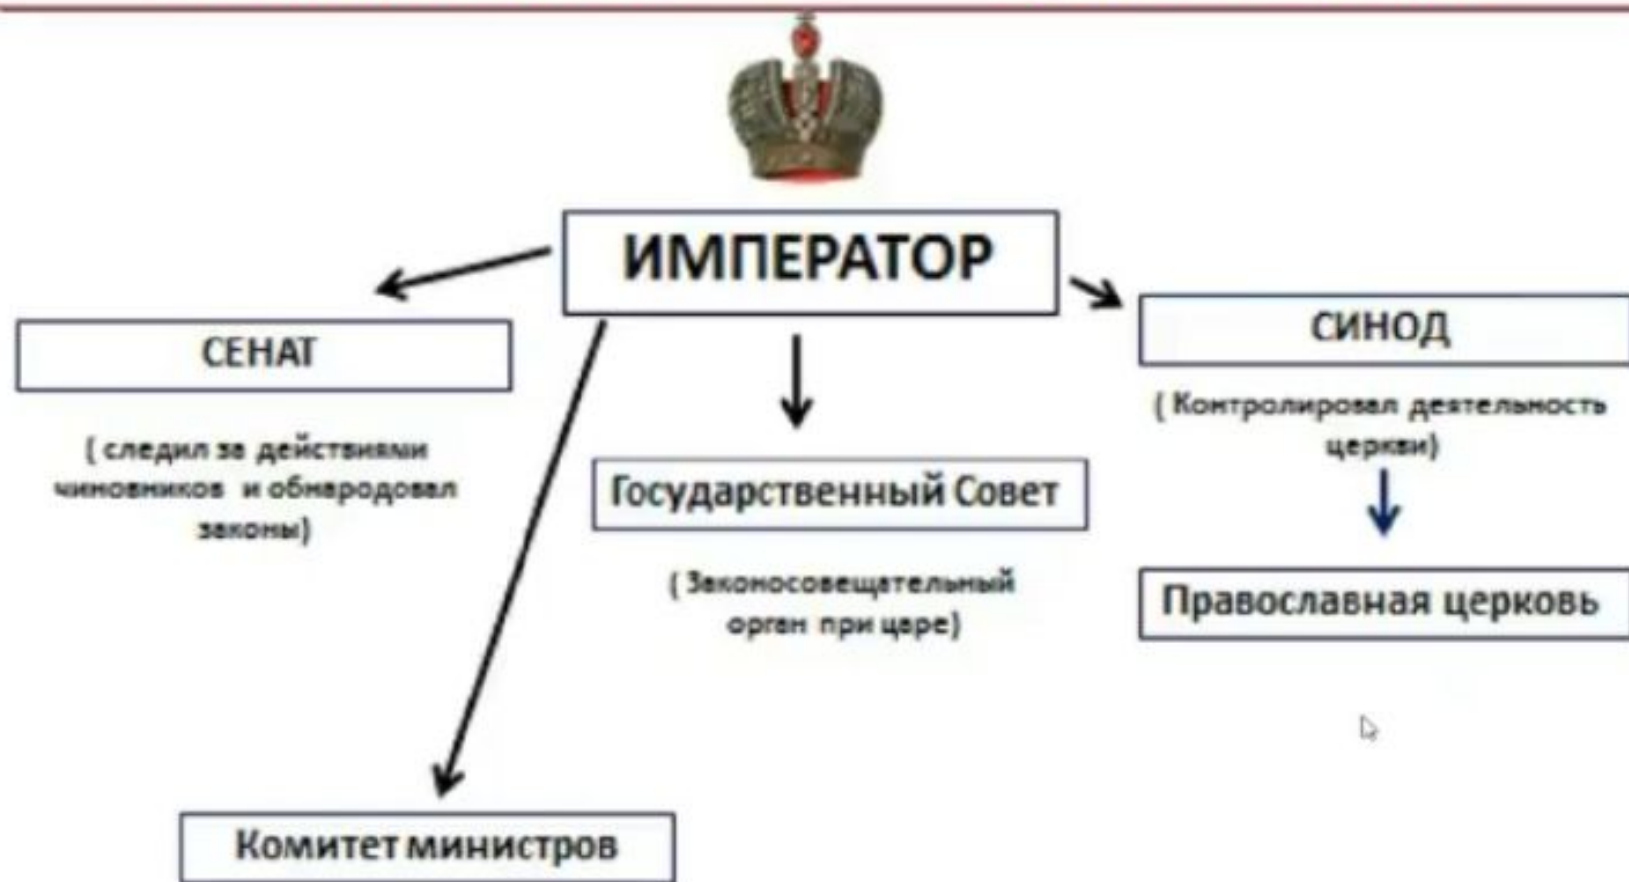 ИМПЕРАТОР
СЕНАТ
( следил за действиями
чиновников и обнародовал
законы)
Государственный Совет
( Законосовещательный
орган при царе)
СИНОД
( Контролировал деятельность
церкви)
Православная церковь
Комитет министров